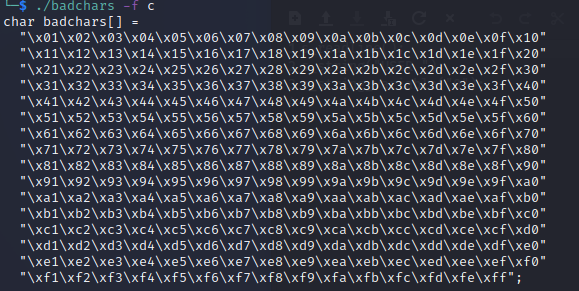 └─$ ./badchars -f c
char badchars[] =
  "\x01\x02\x03\x04\x05\x06\x07\x08\x09\x0a\x0b\x0c\x0d\x0e\x0f\x10"
  "\x11\x12\x13\x14\x15\x16\x17\x18\x19\x1a\x1b\x1c\x1d\x1e\x1f\x20"
  "\x21\x22\x23\x24\x25\x26\x27\x28\x29\x2a\x2b\x2c\x2d\x2e\x2f\x30"
  "\x31\x32\x33\x34\x35\x36\x37\x38\x39\x3a\x3b\x3c\x3d\x3e\x3f\x40"
  "\x41\x42\x43\x44\x45\x46\x47\x48\x49\x4a\x4b\x4c\x4d\x4e\x4f\x50"
  "\x51\x52\x53\x54\x55\x56\x57\x58\x59\x5a\x5b\x5c\x5d\x5e\x5f\x60"
  "\x61\x62\x63\x64\x65\x66\x67\x68\x69\x6a\x6b\x6c\x6d\x6e\x6f\x70"
  "\x71\x72\x73\x74\x75\x76\x77\x78\x79\x7a\x7b\x7c\x7d\x7e\x7f\x80"
  "\x81\x82\x83\x84\x85\x86\x87\x88\x89\x8a\x8b\x8c\x8d\x8e\x8f\x90"
  "\x91\x92\x93\x94\x95\x96\x97\x98\x99\x9a\x9b\x9c\x9d\x9e\x9f\xa0"
  "\xa1\xa2\xa3\xa4\xa5\xa6\xa7\xa8\xa9\xaa\xab\xac\xad\xae\xaf\xb0"
  "\xb1\xb2\xb3\xb4\xb5\xb6\xb7\xb8\xb9\xba\xbb\xbc\xbd\xbe\xbf\xc0"
  "\xc1\xc2\xc3\xc4\xc5\xc6\xc7\xc8\xc9\xca\xcb\xcc\xcd\xce\xcf\xd0"
  "\xd1\xd2\xd3\xd4\xd5\xd6\xd7\xd8\xd9\xda\xdb\xdc\xdd\xde\xdf\xe0"
  "\xe1\xe2\xe3\xe4\xe5\xe6\xe7\xe8\xe9\xea\xeb\xec\xed\xee\xef\xf0"
  "\xf1\xf2\xf3\xf4\xf5\xf6\xf7\xf8\xf9\xfa\xfb\xfc\xfd\xfe\xff";